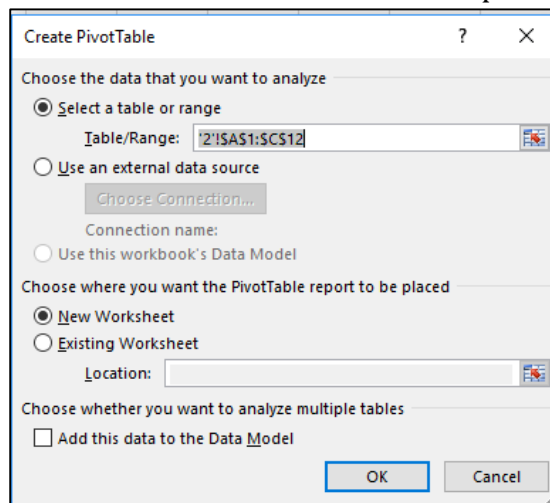 Create PivotTable ? ×
Choose the data that you want to analyze
Select a table or range
Table/Range: '2'!$A$1:$C$12
Use an external data source
Choose Connection...
Connection name:
Use this workbook's Data Model
Choose where you want the PivotTable report to be placed
New Worksheet
Existing Worksheet
Location:
Choose whether you want to analyze multiple tables
Add this data to the Data Model
OK Cancel